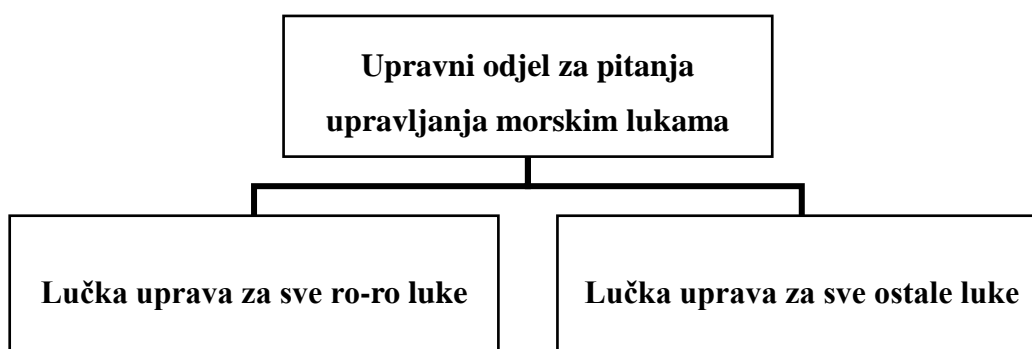 Upravni odjel za pitanja
upravljanja morskim lukama
Lučka uprava za sve ro-ro luke
Lučka uprava za sve ostale luke